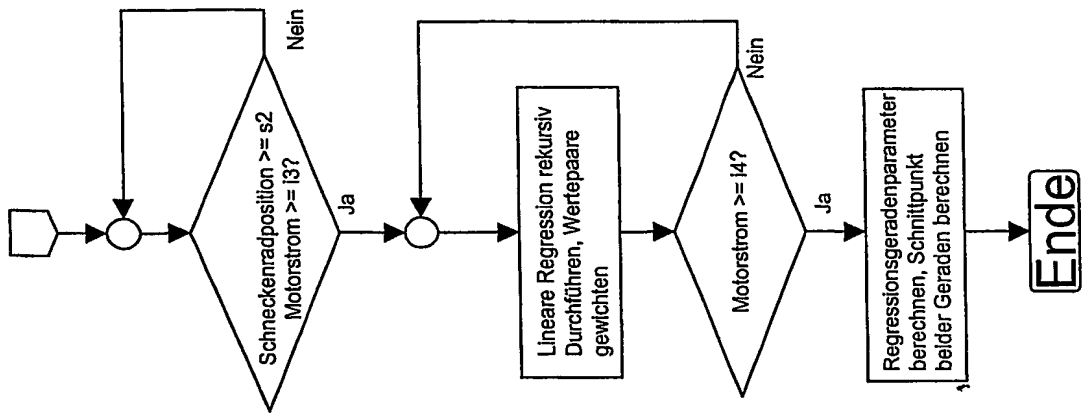 Schneckenradposition >= s2
Motorstrom >= i3?
Nein
Ja
Lineare Regression rekursiv
Durchführen, Wertepaare
gewichten
Motorstrom >= i4?
Nein
Ja
Regressionsgeradenparameter
berechnen, Schnittpunkt
beider Geraden berechnen
Ende